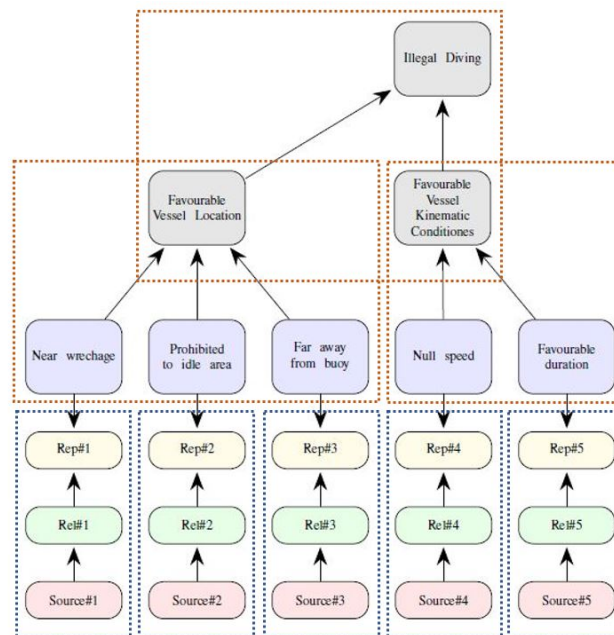 Illegal Diving
Favourable
Vessel Location
Favourable
Vessel
Kinematic
Conditiones
Near wrechage
Prohibited
to idle area
Far away
from buoy
Null speed
Favourable
duration
Rep#1
Rep#2
Rep#3
Rep#4
Rep#5
Rel#1
Rel#2
Rel#3
Rel#4
Rel#5
Source#1
Source#2
Source#3
Source#4
Source#5